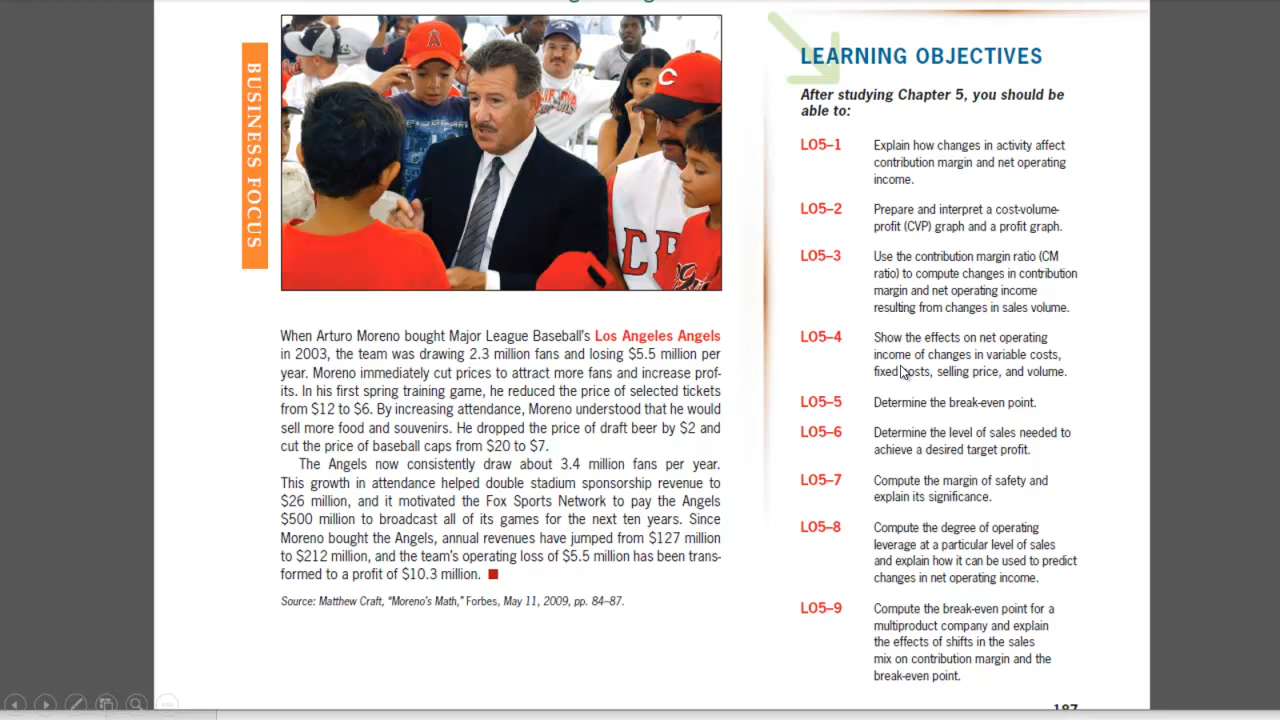 BUSINESS FOCUS
When Arturo Moreno bought Major League Baseball's Los Angeles Angels
in 2003, the team was drawing 2.3 million fans and losing $5.5 million per
year. Moreno immediately cut prices to attract more fans and increase prof-
its. In his first spring training game, he reduced the price of selected tickets
from $12 to $6. By increasing attendance, Moreno understood that he would
sell more food and souvenirs. He dropped the price of draft beer by $2 and
cut the price of baseball caps from $20 to $7.
The Angels now consistently draw about 3.4 million fans per year.
This growth in attendance helped double stadium sponsorship revenue to
$26 million, and it motivated the Fox Sports Network to pay the Angels
$500 million to broadcast all of its games for the next ten years. Since
Moreno bought the Angels, annual revenues have jumped from $127 million
to $212 million, and the team's operating loss of $5.5 million has been trans-
formed to a profit of $10.3 million.
Source: Matthew Craft, "Moreno's Math," Forbes, May 11, 2009, pp. 84–87.
LEARNING OBJECTIVES
After studying Chapter 5, you should be
able to:
LO5–1 Explain how changes in activity affect
contribution margin and net operating
income.
LO5–2 Prepare and interpret a cost-volume-
profit (CVP) graph and a profit graph.
LO5–3 Use the contribution margin ratio (CM
ratio) to compute changes in contribution
margin and net operating income
resulting from changes in sales volume.
LO5–4 Show the effects on net operating
income of changes in variable costs,
fixed costs, selling price, and volume.
LO5–5 Determine the break-even point.
LO5–6 Determine the level of sales needed to
achieve a desired target profit.
LO5–7 Compute the margin of safety and
explain its significance.
LO5–8 Compute the degree of operating
leverage at a particular level of sales
and explain how it can be used to predict
changes in net operating income.
LO5–9 Compute the break-even point for a
multiproduct company and explain
the effects of shifts in the sales
mix on contribution margin and the
break-even point.
187